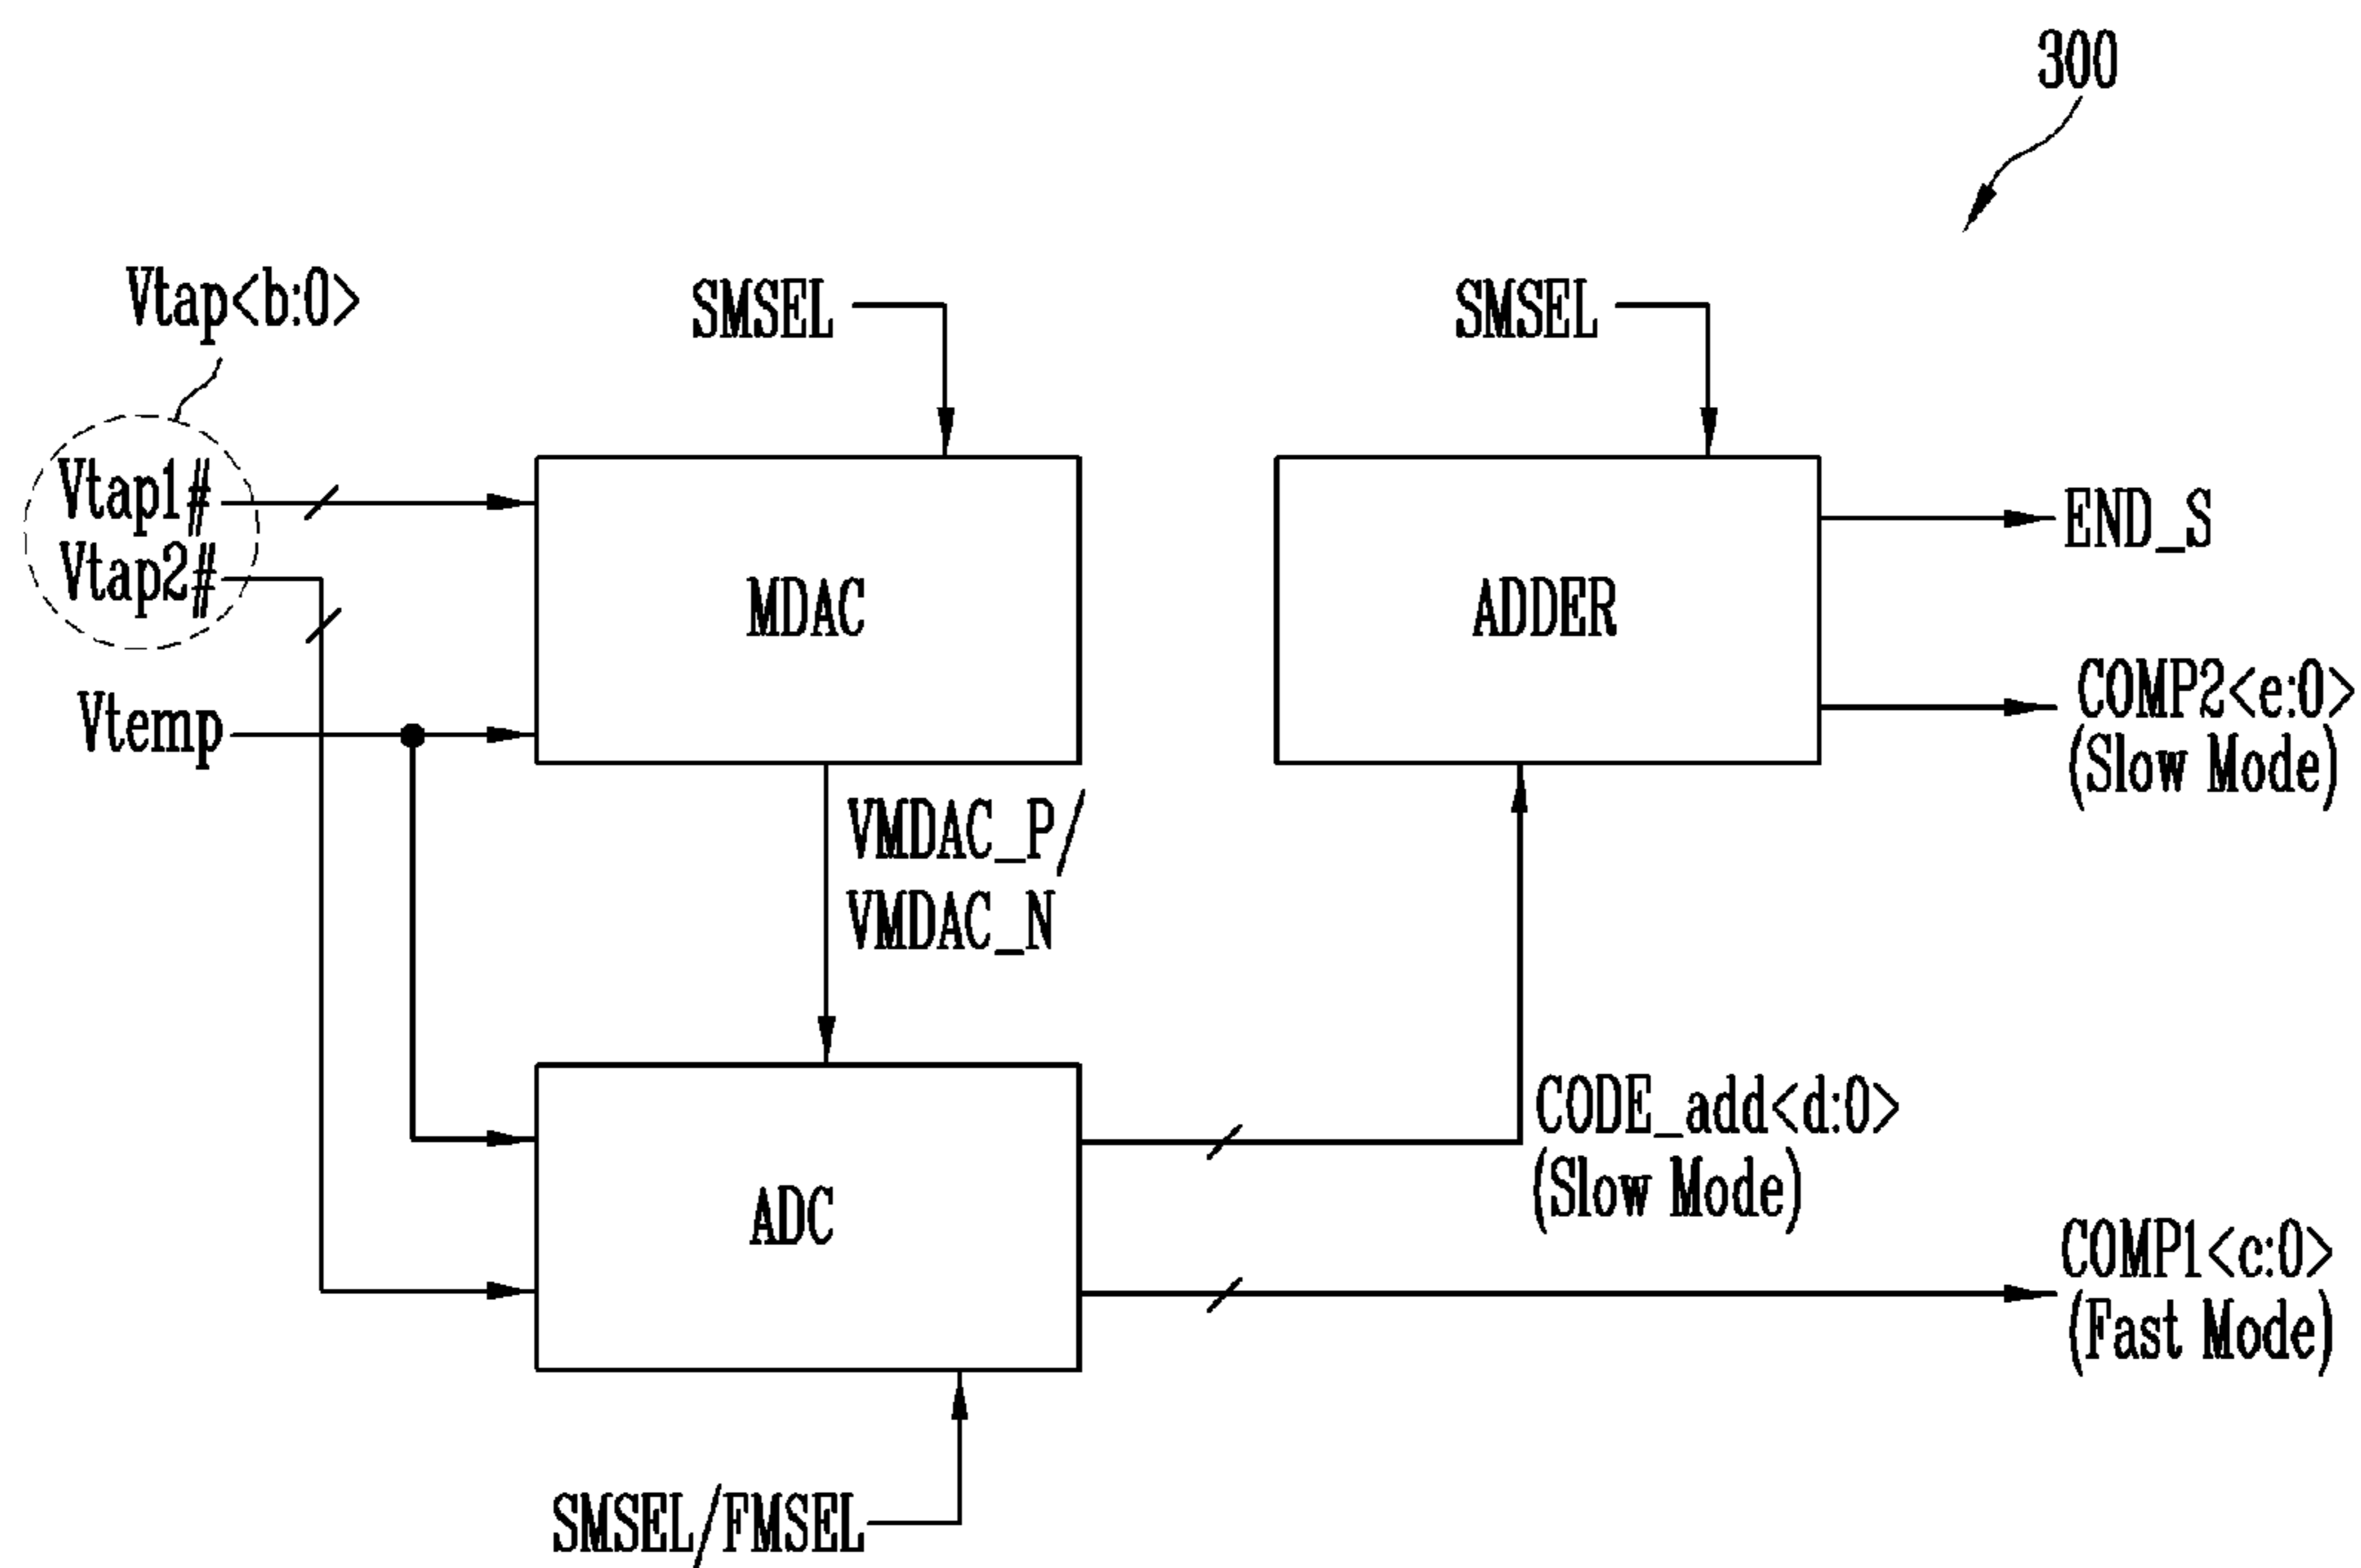 300
Vtap<b:0>
SMSEL
SMSEL
Vtap1#
Vtap2#
Vtemp
MDAC
ADDER
END_S
COMP2<e:0>
(Slow Mode)
VMDAC_P/
VMDAC_N
ADC
CODE_add<d:0>
(Slow Mode)
COMP1<c:0>
(Fast Mode)
SMSEL/FMSEL